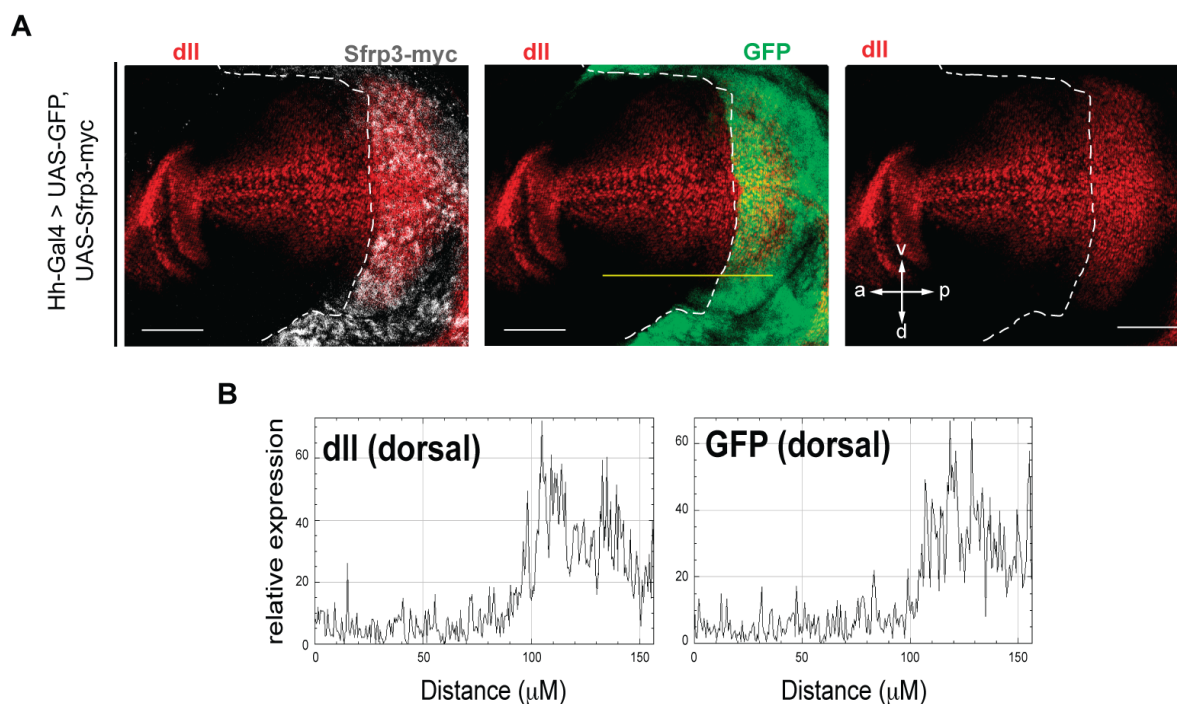 A
dll Sfrp3-myc dll GFP dll
Hh-Gal4 > UAS-GFP,
UAS-Sfrp3-myc
v
a p
d
B
dll (dorsal)
GFP (dorsal)
relative expression
60
40
20
0
0 50 100 150
Distance (μM)
60
40
20
0
0 50 100 150
Distance (μM)